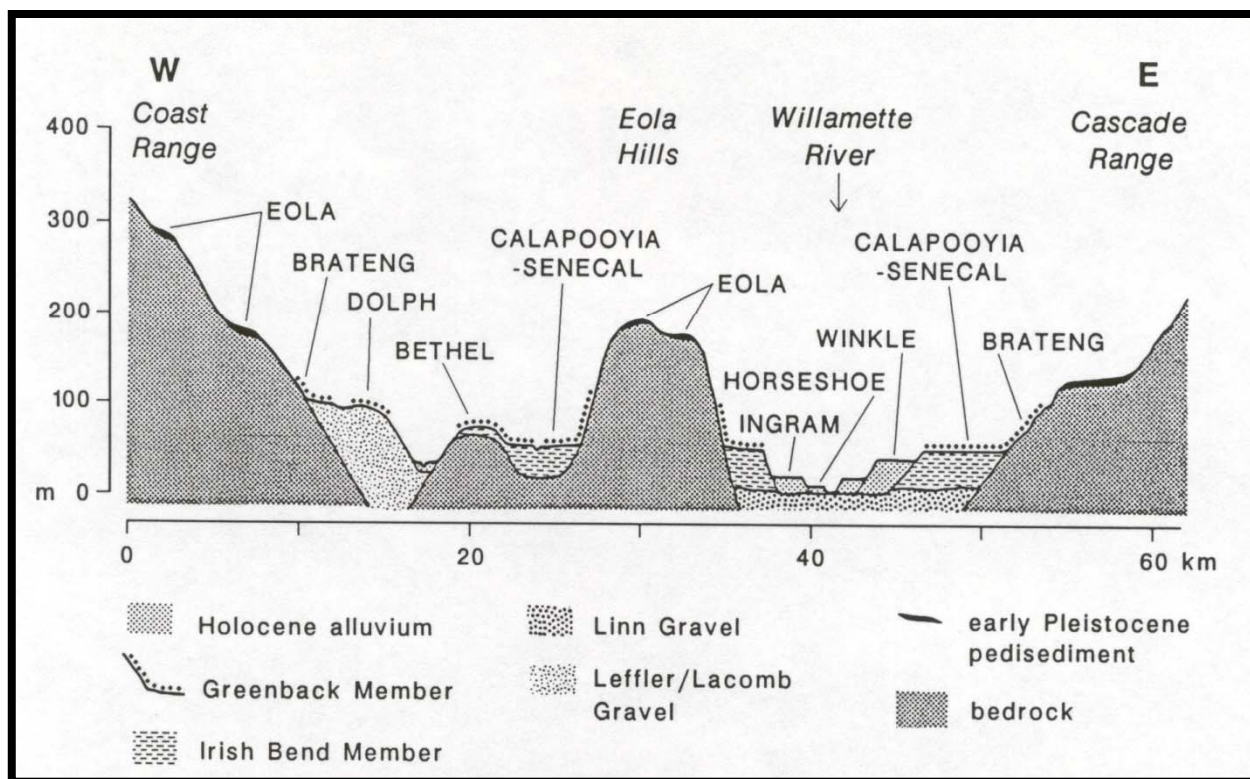 W
E
Coast
Range
Eola
Hills
Willamette
River
Cascade
Range
400
300
200
100
m 0
EOLA
BRATENG
DOLPH
BETHEL
CALAPOOYIA
-SENECAL
EOLA
HORSESHOE
INGRAM
WINKLE
CALAPOOYIA
-SENECAL
BRATENG
0 20 40 60 km
Holocene alluvium
Greenback Member
Irish Bend Member
Linn Gravel
Leffler/Lacomb
Gravel
early Pleistocene
pedisediment
bedrock